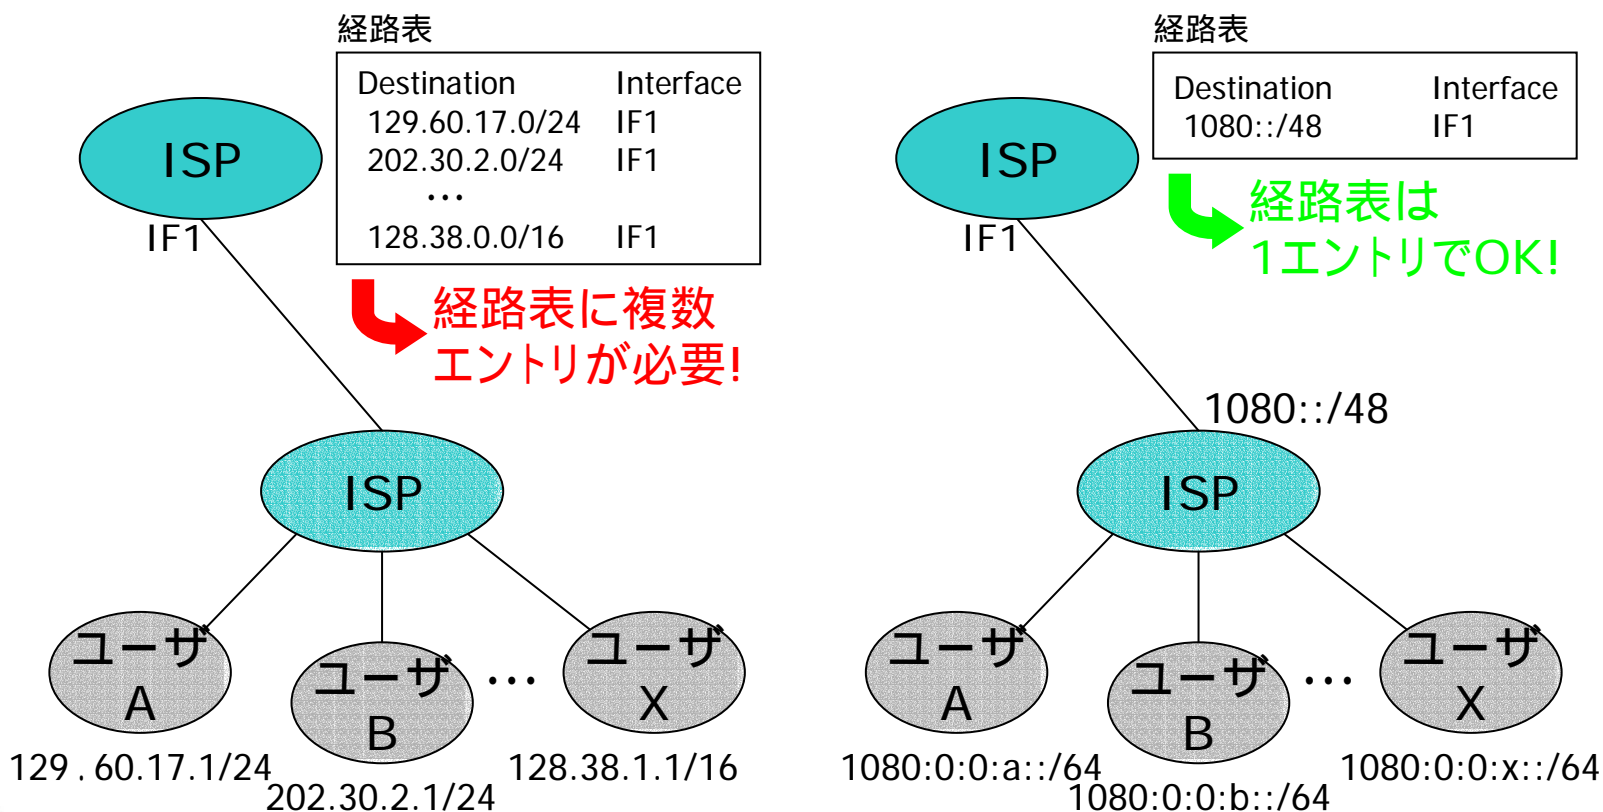 経路表
Destination Interface
129.60.17.0/24 IF1
202.30.2.0/24 IF1
...
128.38.0.0/16 IF1
ISP
IF1
経路表に複数
エントリが必要!
ISP
ユーザ
A
ユーザ
B
...
ユーザ
X
129.60.17.1/24
202.30.2.1/24
128.38.1.1/16
経路表
Destination Interface
1080::/48 IF1
ISP
IF1
経路表は
1エントリでOK!
1080::/48
ISP
ユーザ
A
ユーザ
B
...
ユーザ
X
1080:0:0:a::/64
1080:0:0:b::/64
1080:0:0:x::/64